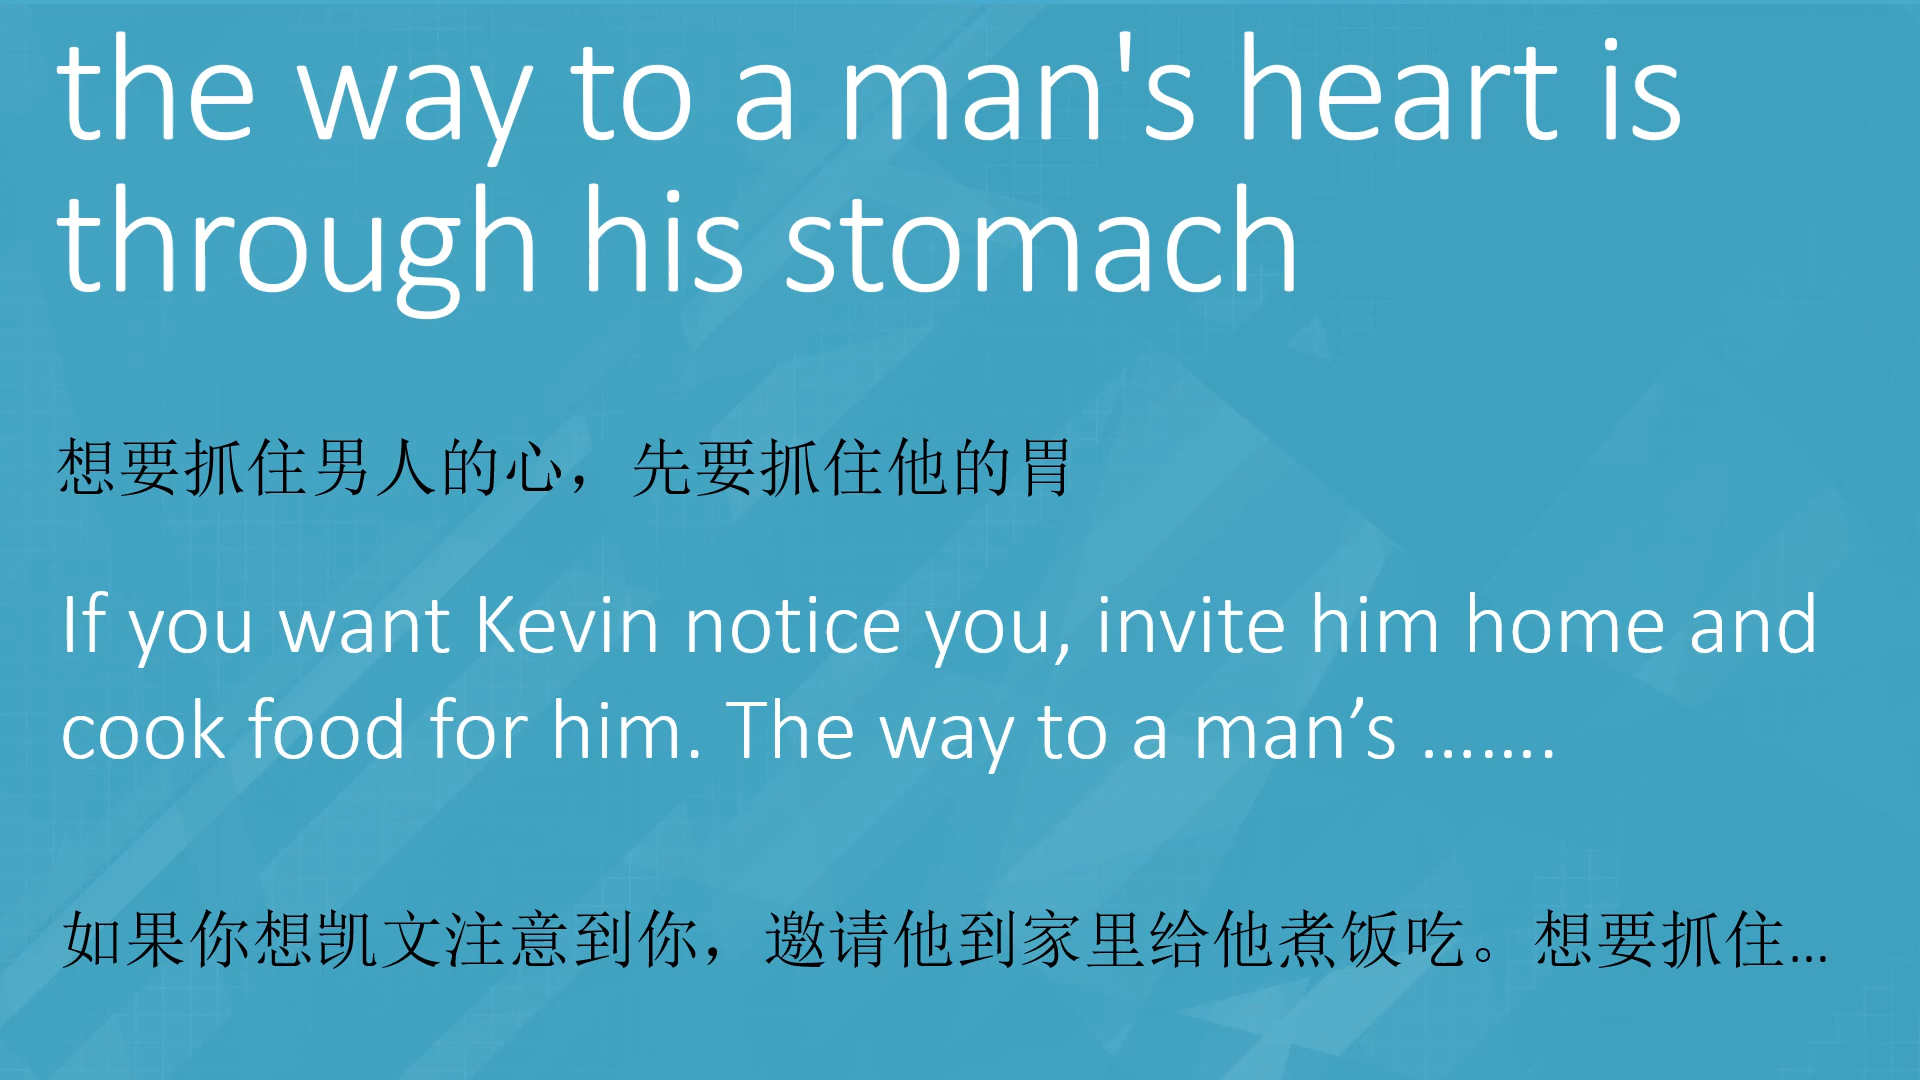 the way to a man's heart is
through his stomach
想要抓住男人的心，先要抓住他的胃
If you want Kevin notice you, invite him home and
cook food for him. The way to a man’s …….
如果你想凯文注意到你，邀请他到家里给他煮饭吃。想要抓住…